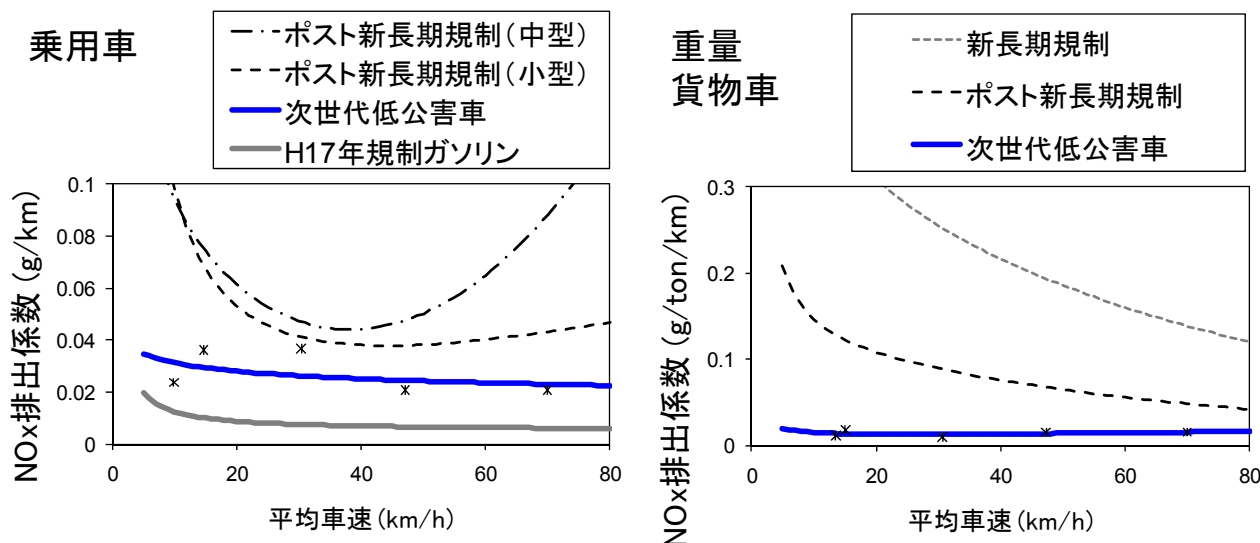 乗用車
ポスト新長期規制(中型)
ポスト新長期規制(小型)
次世代低公害車
H17年規制ガソリン
NOx排出係数 (g/km)
0.1
0.08
0.06
0.04
0.02
0
0 20 40 60 80
平均車速(km/h)
重量
貨物車
新長期規制
ポスト新長期規制
次世代低公害車
NOx排出係数 (g/ton/km)
0.3
0.2
0.1
0
0 20 40 60 80
平均車速(km/h)